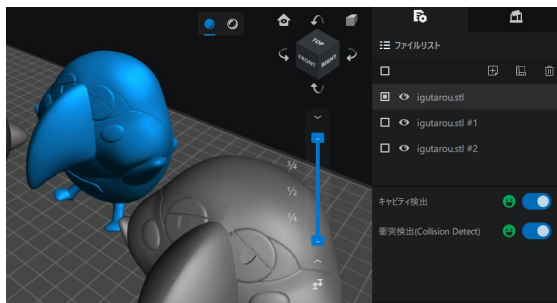 TOP
FRONT
RIGHT
3/4
1/2
1/4
ファイルリスト
igutarou.stl
igutarou.stl #1
igutarou.stl #2
キャビティ検出
衝突検出(Collision Detect)